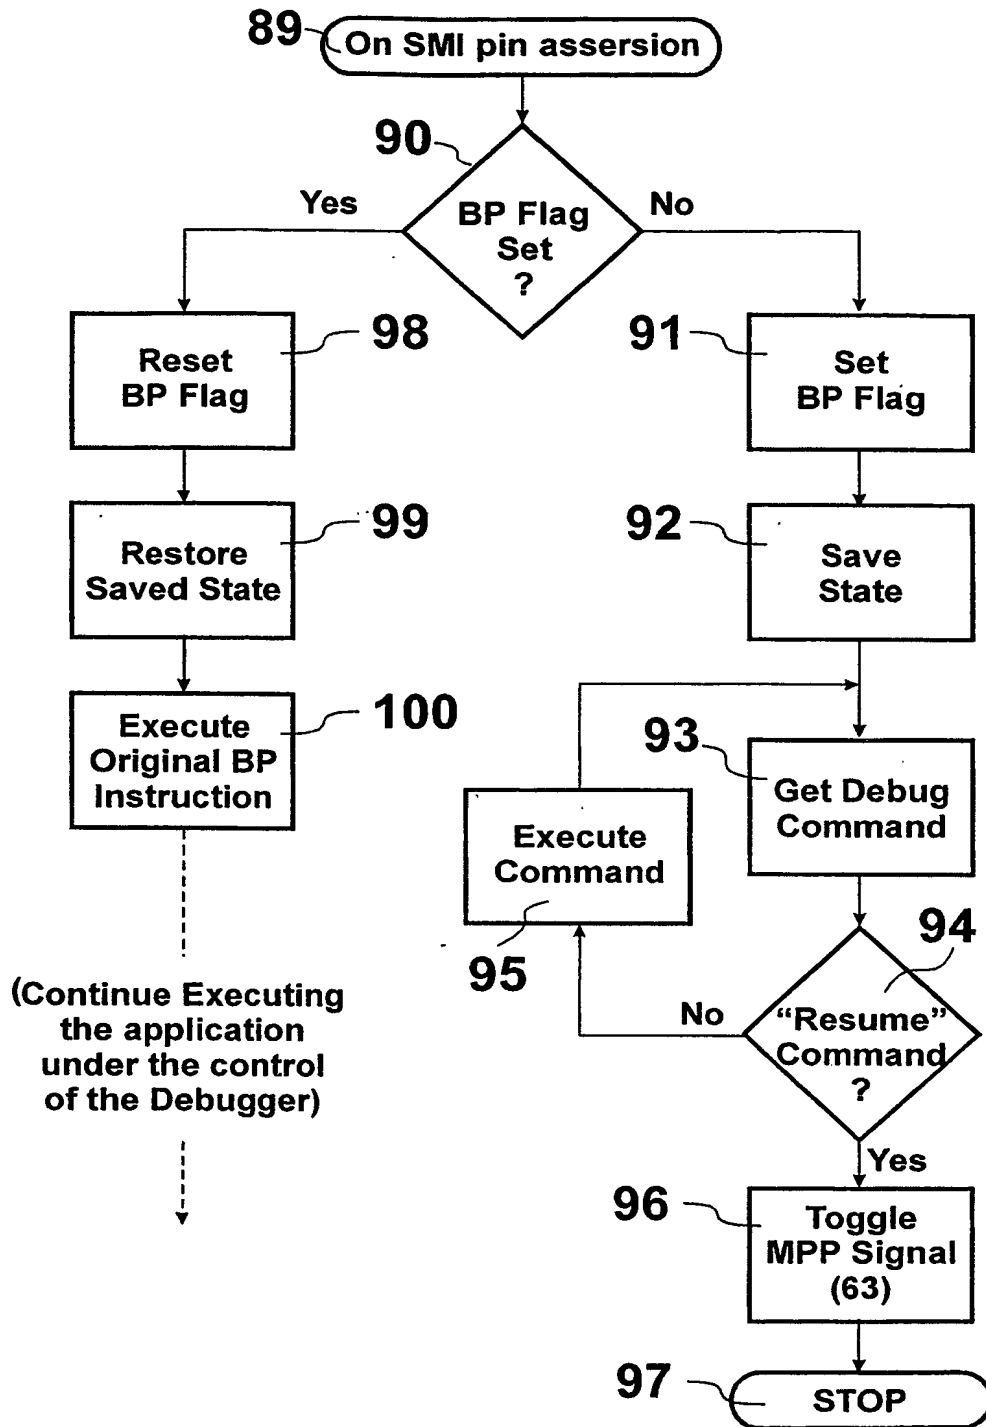 89
On SMI pin assersion
90
Yes
BP Flag
Set
?
No
98
Reset
BP Flag
91
Set
BP Flag
99
Restore
Saved State
92
Save
State
100
Execute
Original BP
Instruction
93
Get Debug
Command
Execute
Command
95
94
(Continue Executing
the application
under the control
of the Debugger)
No
“Resume”
Command
?
Yes
96
Toggle
MPP Signal
(63)
97
STOP